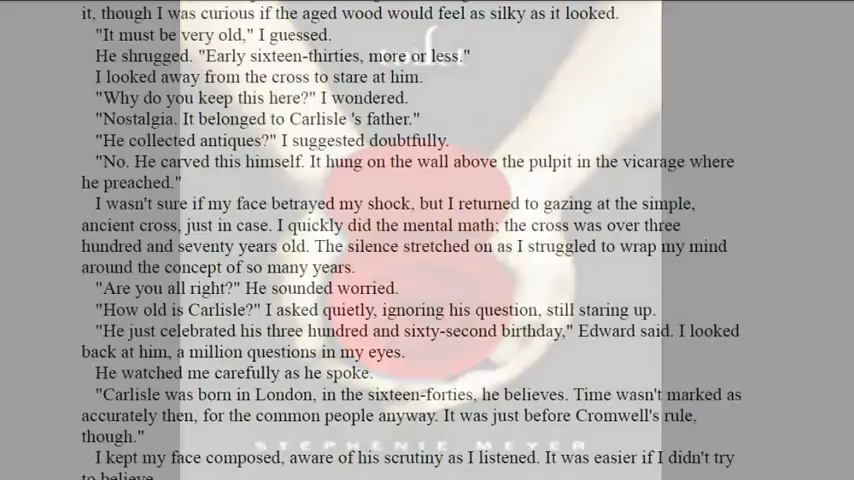 it, though I was curious if the aged wood would feel as silky as it looked.
"It must be very old," I guessed.
He shrugged. "Early sixteen-thirties, more or less."
I looked away from the cross to stare at him.
"Why do you keep this here?" I wondered.
"Nostalgia. It belonged to Carlisle 's father."
"He collected antiques?" I suggested doubtfully.
"No. He carved this himself. It hung on the wall above the pulpit in the vicarage where
he preached."
I wasn't sure if my face betrayed my shock, but I returned to gazing at the simple,
ancient cross, just in case. I quickly did the mental math; the cross was over three
hundred and seventy years old. The silence stretched on as I struggled to wrap my mind
around the concept of so many years.
"Are you all right?" He sounded worried.
"How old is Carlisle?" I asked quietly, ignoring his question, still staring up.
"He just celebrated his three hundred and sixty-second birthday," Edward said. I looked
back at him, a million questions in my eyes.
He watched me carefully as he spoke.
"Carlisle was born in London, in the sixteen-forties, he believes. Time wasn't marked as
accurately then, for the common people anyway. It was just before Cromwell's rule,
though."
STEPHENIE MEYER
I kept my face composed, aware of his scrutiny as I listened. It was easier if I didn't try
to believe.